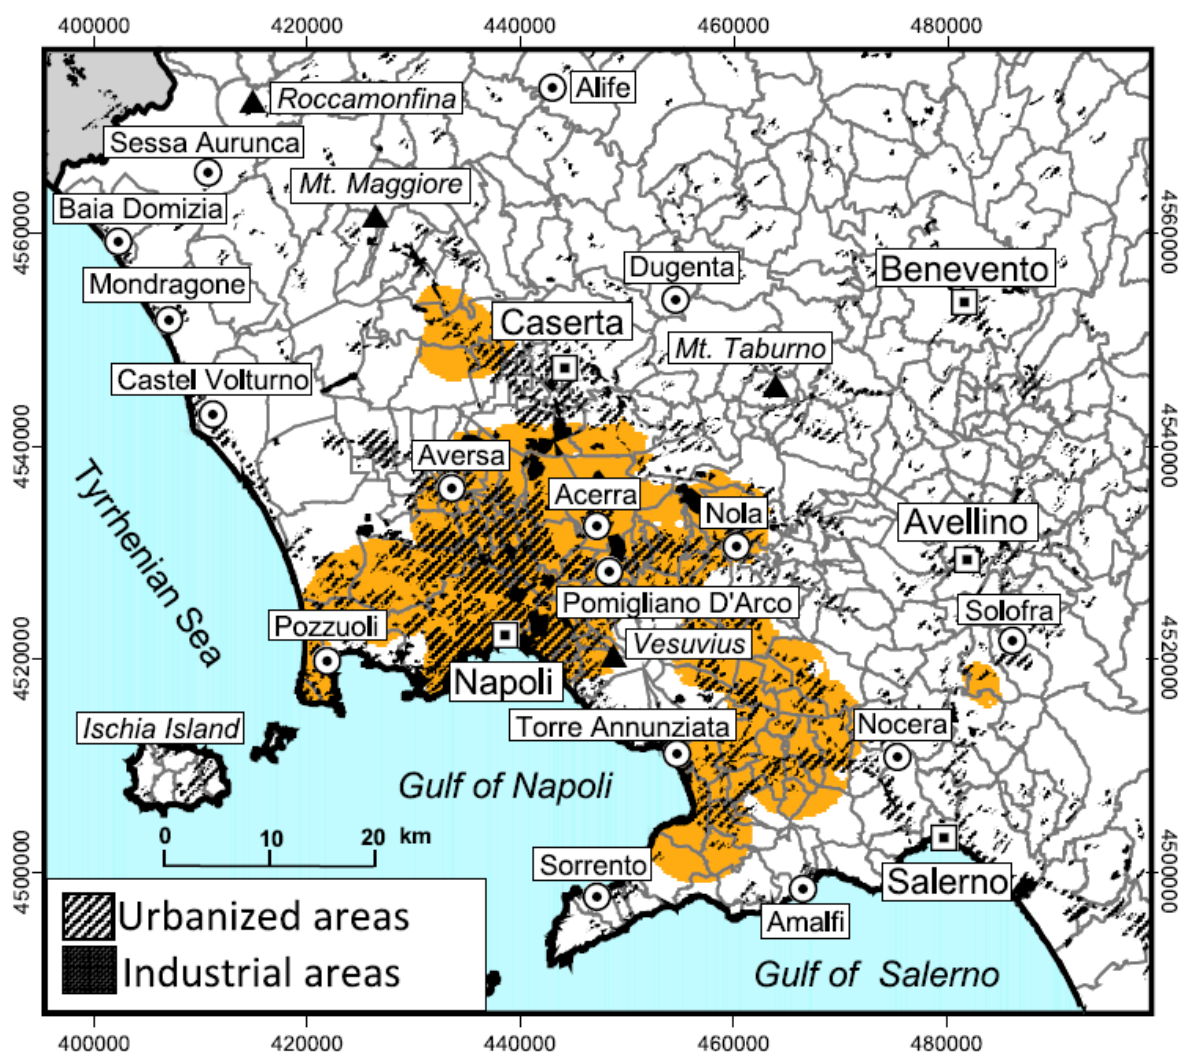 400000 420000 440000 460000 480000
Roccamonfina
Alife
Sessa Aurunca
Mt. Maggiore
Baia Domizia
4560000
4560000
Dugenta
Benevento
Mondragone
Caserta
Mt. Taburno
Castel Volturno
4540000
4540000
Aversa
Acerra
Nola
Avellino
Tyrrhenian Sea
Pomigliano D'Arco
Solofra
Pozzuoli
Vesuvius
4520000
4520000
Napoli
Ischia Island
Torre Annunziata
Nocera
Gulf of Napoli
0 10 20 km
Sorrento
4500000
4500000
Salerno
Amalfi
Urbanized areas
Industrial areas
Gulf of Salerno
400000 420000 440000 460000 480000